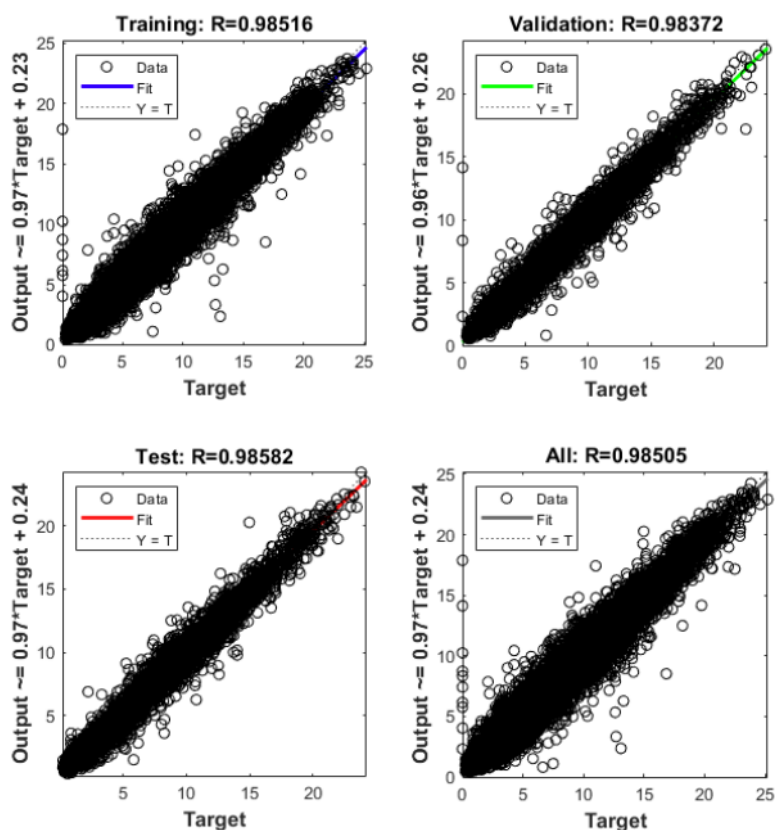 Training: R=0.98516
Output ~= 0.97*Target + 0.23
25
20
15
10
5
0
Data
Fit
Y = T
0
5
10
15
20
25
Target
Validation: R=0.98372
Output ~= 0.96*Target + 0.26
20
15
10
5
0
Data
Fit
Y = T
0
5
10
15
20
Target
Test: R=0.98582
Output ~= 0.97*Target + 0.24
20
15
10
5
Data
Fit
Y = T
5
10
15
20
Target
All: R=0.98505
Output ~= 0.97*Target + 0.24
25
20
15
10
5
0
Data
Fit
Y = T
0
5
10
15
20
25
Target